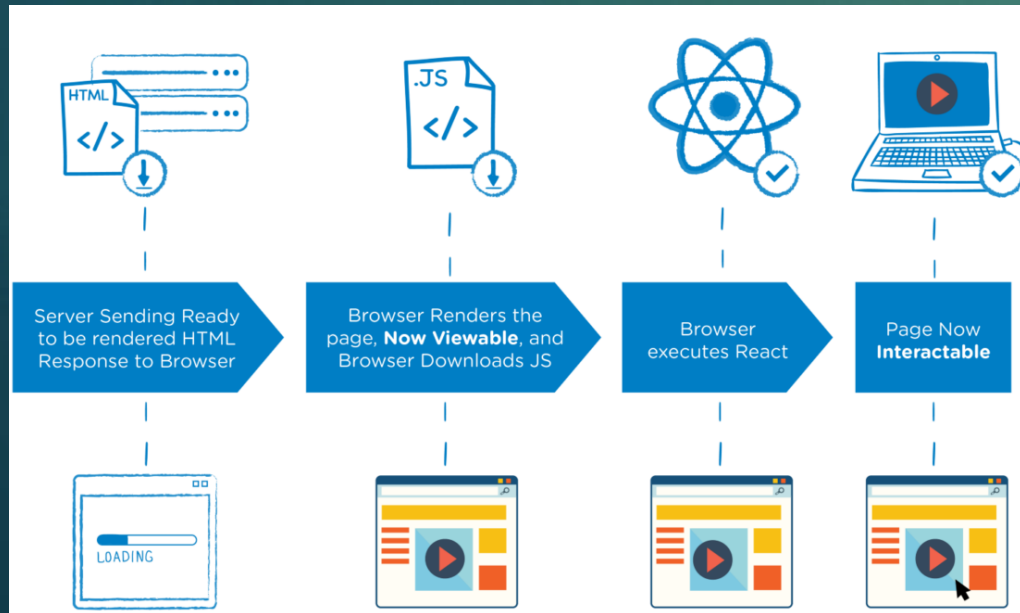 HTML
</>
.JS
</>
Server Sending Ready
to be rendered HTML
Response to Browser
Browser Renders the
page, Now Viewable, and
Browser Downloads JS
Browser
executes React
Page Now
Interactable
LOADING